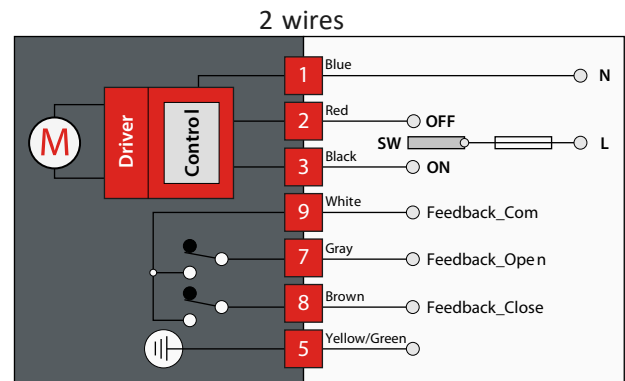 2 wires
M
Driver
Control
1 Blue N
2 Red OFF
SW L
3 Black ON
9 White Feedback_Com
7 Gray Feedback_Open
8 Brown Feedback_Close
5 Yellow/Green